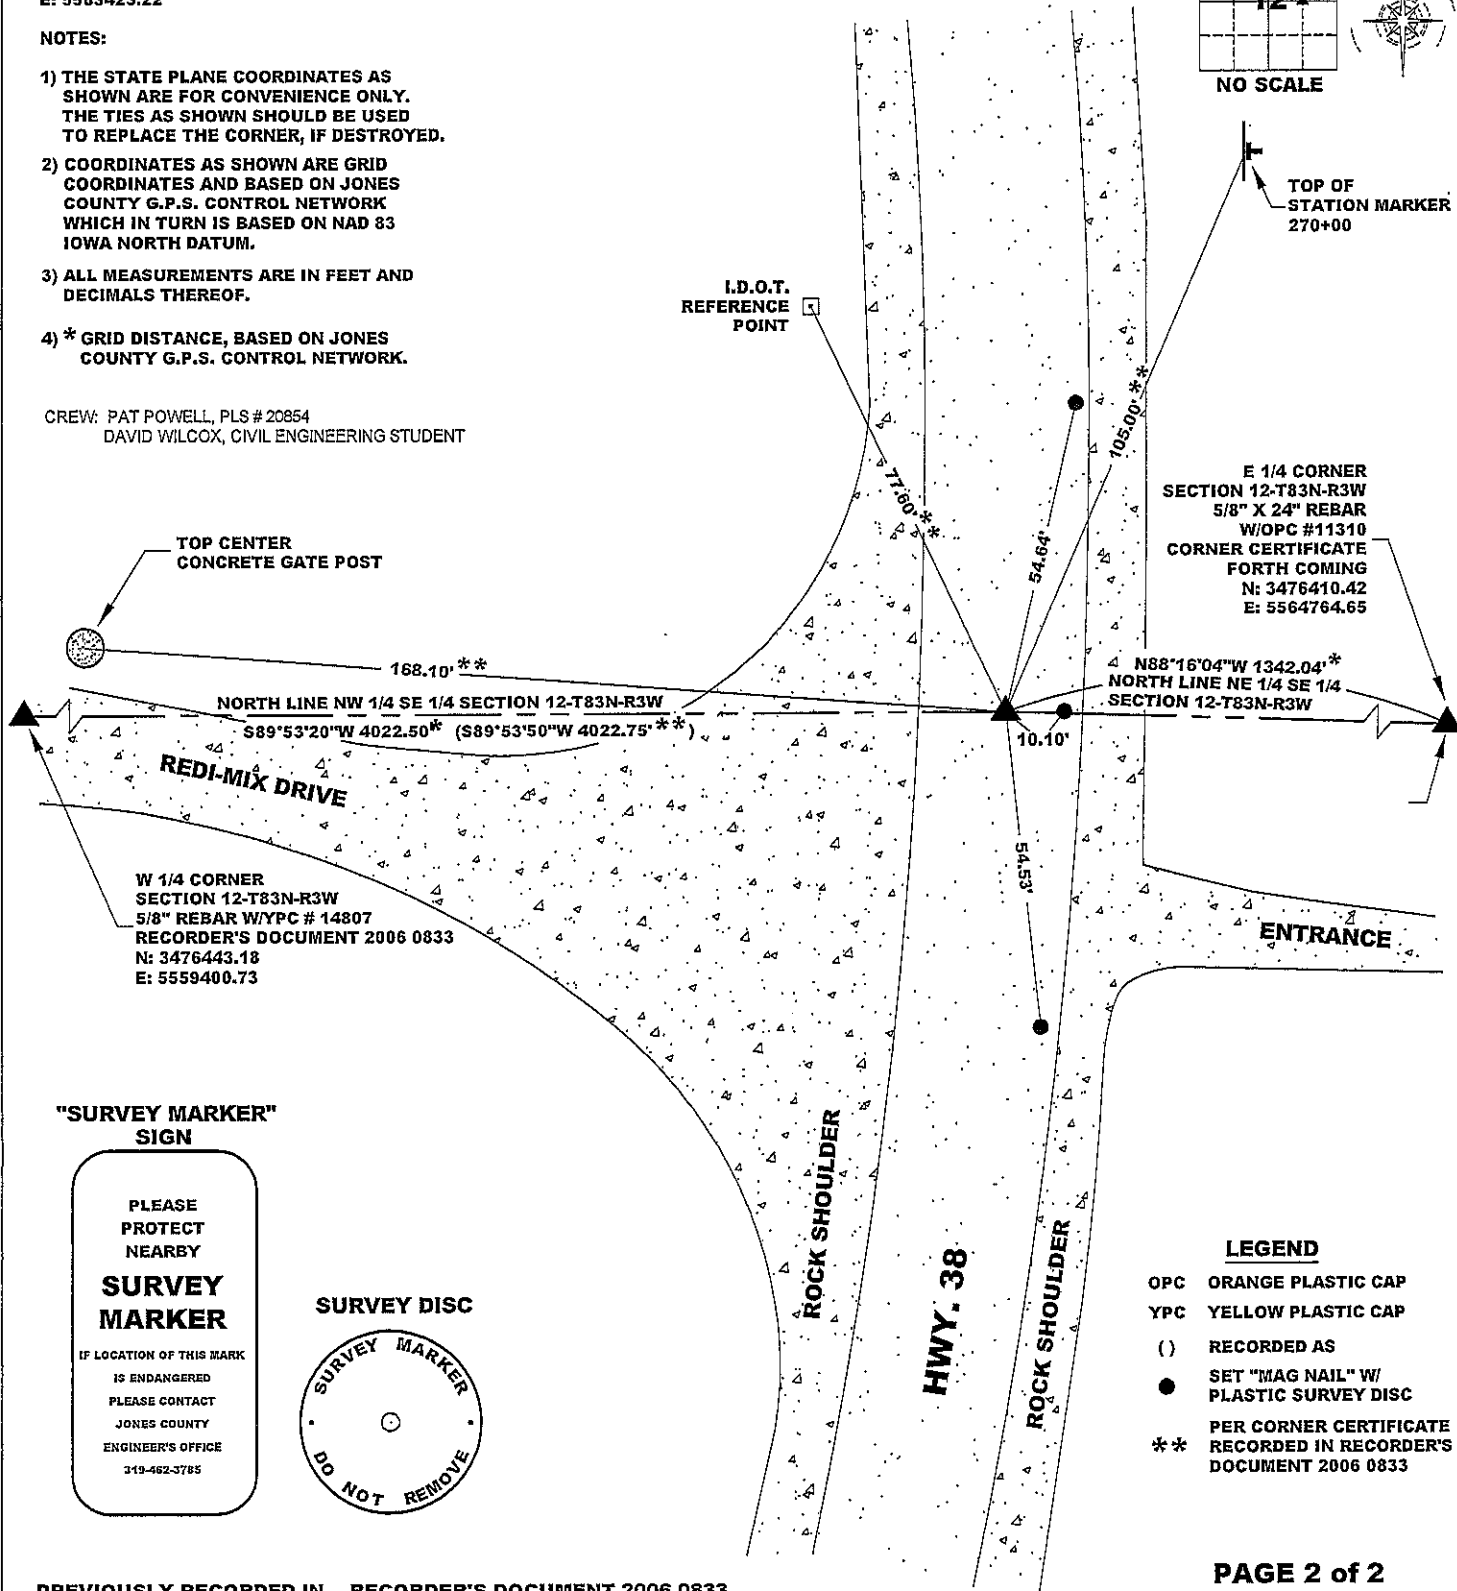 NOTES:
1) THE STATE PLANE COORDINATES AS
SHOWN ARE FOR CONVENIENCE ONLY.
THE TIES AS SHOWN SHOULD BE USED
TO REPLACE THE CORNER, IF DESTROYED.
2) COORDINATES AS SHOWN ARE GRID
COORDINATES AND BASED ON JONES
COUNTY G.P.S. CONTROL NETWORK
WHICH IN TURN IS BASED ON NAD 83
IOWA NORTH DATUM.
3) ALL MEASUREMENTS ARE IN FEET AND
DECIMALS THEREOF.
4) * GRID DISTANCE, BASED ON JONES
COUNTY G.P.S. CONTROL NETWORK.
CREW: PAT POWELL, PLS # 20854
DAVID WILCOX, CIVIL ENGINEERING STUDENT
12
NO SCALE
TOP OF
STATION MARKER
270+00
I.D.O.T.
REFERENCE
POINT
77.60' **
54.64'
105.00' **
E 1/4 CORNER
SECTION 12-T83N-R3W
5/8" X 24" REBAR
W/OPC #11310
CORNER CERTIFICATE
FORTH COMING
N: 3476410.42
E: 5564764.65
TOP CENTER
CONCRETE GATE POST
168.10' **
NORTH LINE NW 1/4 SE 1/4 SECTION 12-T83N-R3W
S89°53'20"W 4022.50* (S89°53'50"W 4022.75' **)
N88°16'04"W 1342.04' *
NORTH LINE NE 1/4 SE 1/4
SECTION 12-T83N-R3W
10.10'
54.53'
REDI-MIX DRIVE
W 1/4 CORNER
SECTION 12-T83N-R3W
5/8" REBAR W/YPC # 14807
RECORDER'S DOCUMENT 2006 0833
N: 3476443.18
E: 5559400.73
ENTRANCE
"SURVEY MARKER"
SIGN
PLEASE
PROTECT
NEARBY
SURVEY
MARKER
IF LOCATION OF THIS MARK
IS ENDANGERED
PLEASE CONTACT
JONES COUNTY
ENGINEER'S OFFICE
319-462-3785
SURVEY DISC
SURVEY MARKER
DO NOT REMOVE
ROCK SHOULDER
HWY. 38
ROCK SHOULDER
LEGEND
OPC ORANGE PLASTIC CAP
YPC YELLOW PLASTIC CAP
( ) RECORDED AS
● SET "MAG NAIL" W/
PLASTIC SURVEY DISC
** PER CORNER CERTIFICATE
RECORDED IN RECORDER'S
DOCUMENT 2006 0833
PAGE 2 of 2
PREVIOUSLY RECORDED IN RECORDER'S DOCUMENT 2006 0833